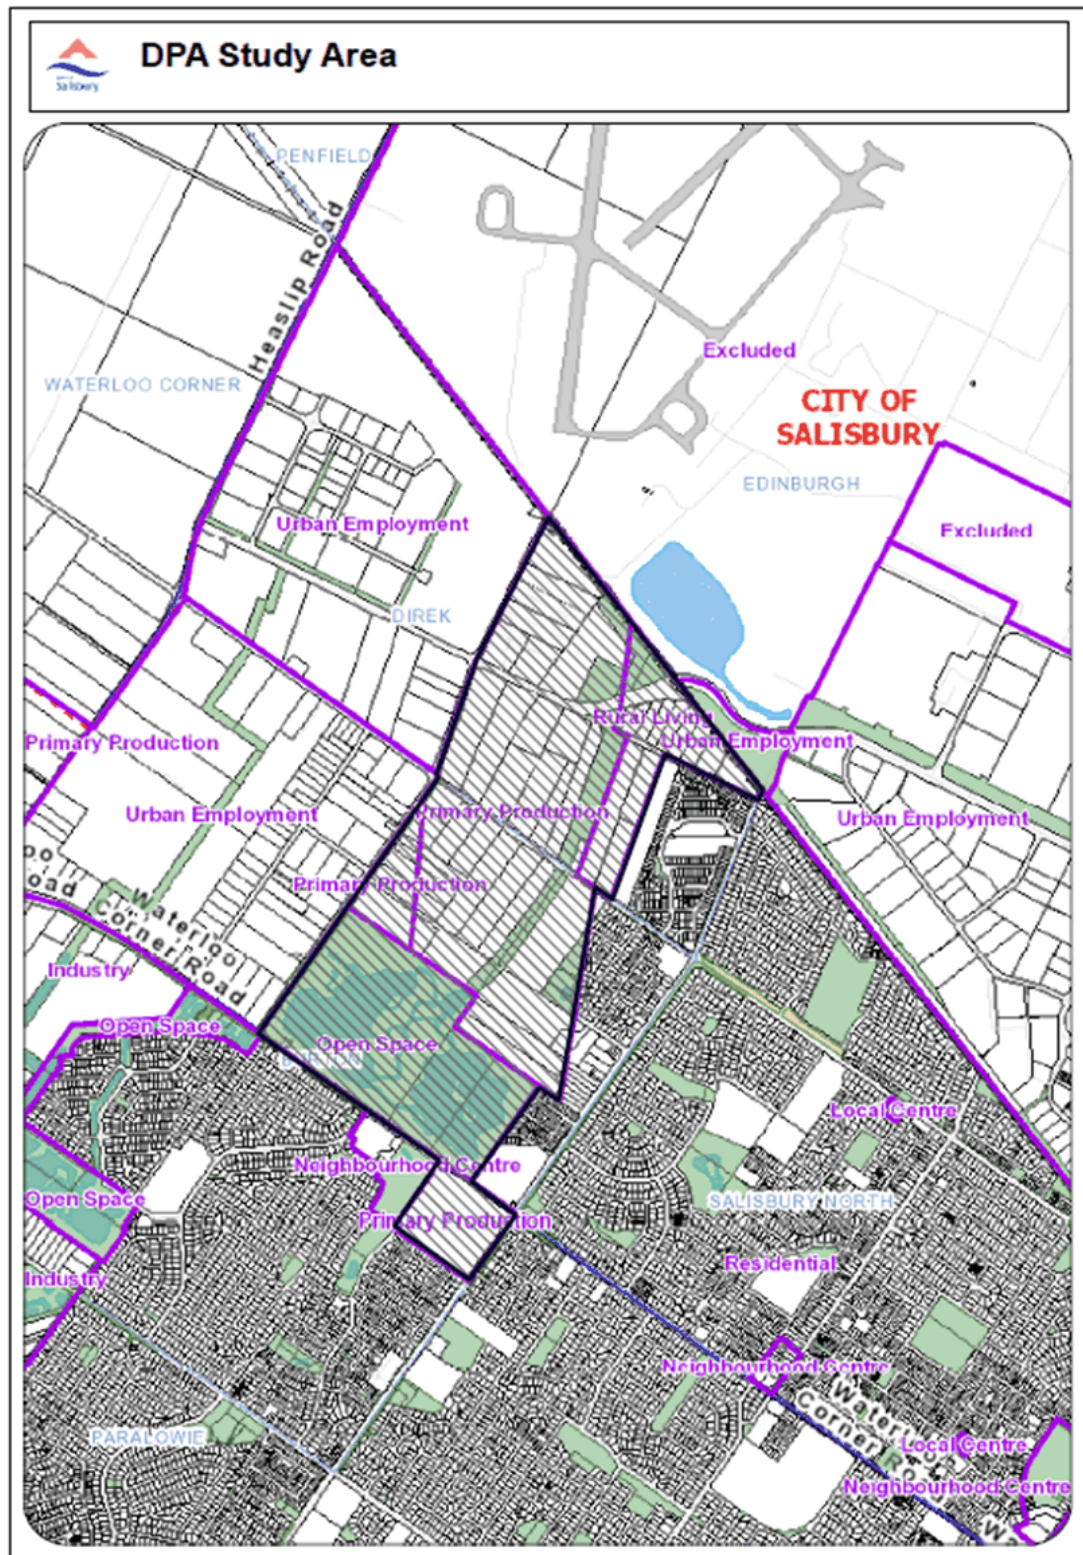 Salisbury
DPA Study Area
PENFIELD
Heaslip Road
Excluded
WATERLOO CORNER
CITY OF
SALISBURY
EDINBURGH
Excluded
Urban Employment
DIREK
Rural Living
Primary Production
Urban Employment
Urban Employment
Primary Production
Urban Employment
Primary Production
Waterloo
Corner Road
Industry
Open Space
Open Space
Local Centre
Neighbourhood Centre
Open Space
SALISBURY NORTH
Primary Production
Residential
Industry
Neighbourhood Centre
PARALOWIE
Local Centre
Neighbourhood Centre